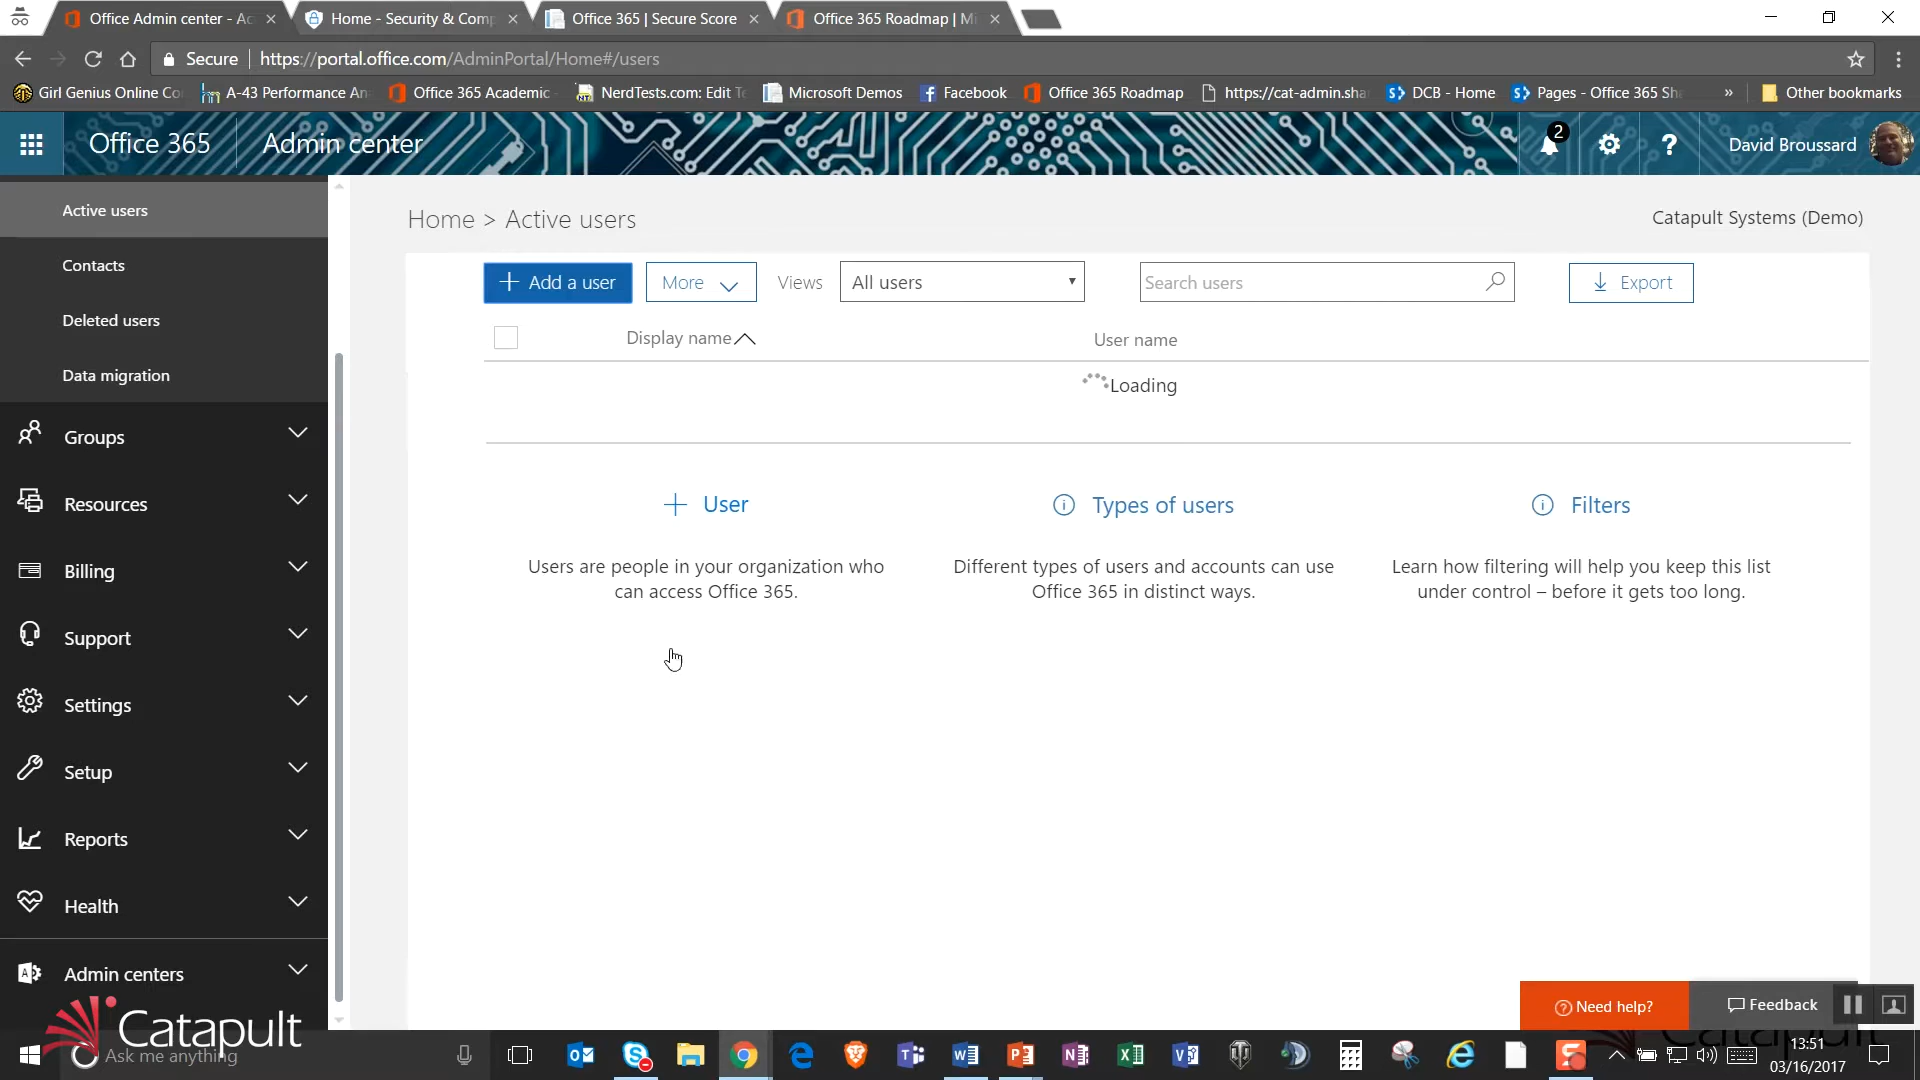 Office Admin center - Ac
Home - Security & Comp
Office 365 | Secure Score
Office 365 Roadmap | Mi
Secure
https://portal.office.com/AdminPortal/Home#/users
Girl Genius Online Co
A-43 Performance An
Office 365 Academic
NerdTests.com: Edit Te
Microsoft Demos
Facebook
Office 365 Roadmap
https://cat-admin.sha
DCB - Home
Pages - Office 365 Sh
»
Other bookmarks
Office 365
Admin center
2
?
David Broussard
Active users
Contacts
Deleted users
Data migration
Groups
Resources
Billing
Support
Settings
Setup
Reports
Health
Admin centers
Home > Active users
Catapult Systems (Demo)
+ Add a user
More
Views
All users
Search users
Export
Display name
User name
Loading
+ User
Users are people in your organization who
can access Office 365.
Types of users
Different types of users and accounts can use
Office 365 in distinct ways.
Filters
Learn how filtering will help you keep this list
under control – before it gets too long.
Need help?
Feedback
Catapult
Ask me anything
13:51
03/16/2017